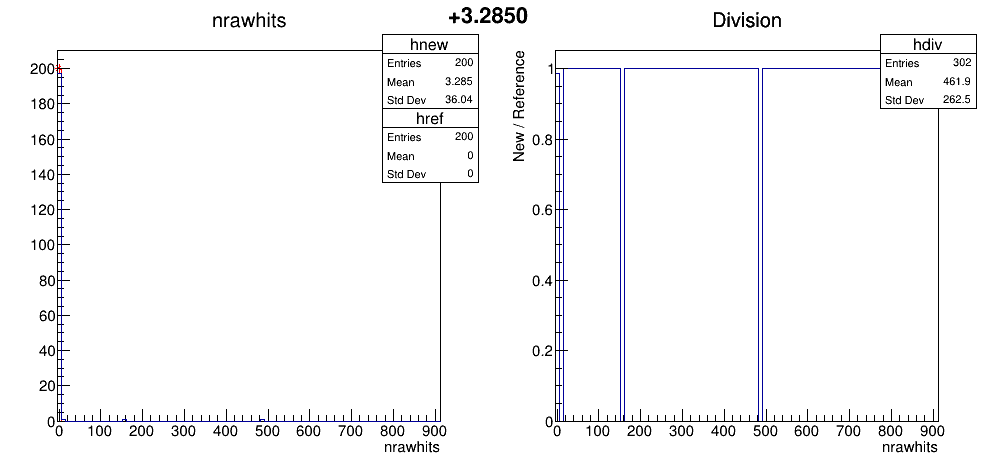 nrawhits
+3.2850
Division
hnew
Entries 200
Mean 3.285
Std Dev 36.04
href
Entries 200
Mean 0
Std Dev 0
200
180
160
140
120
100
80
60
40
20
0
0 100 200 300 400 500 600 700 800 900
nrawhits
New / Reference
hdiv
Entries 302
Mean 461.9
Std Dev 262.5
1
0.8
0.6
0.4
0.2
0
0 100 200 300 400 500 600 700 800 900
nrawhits